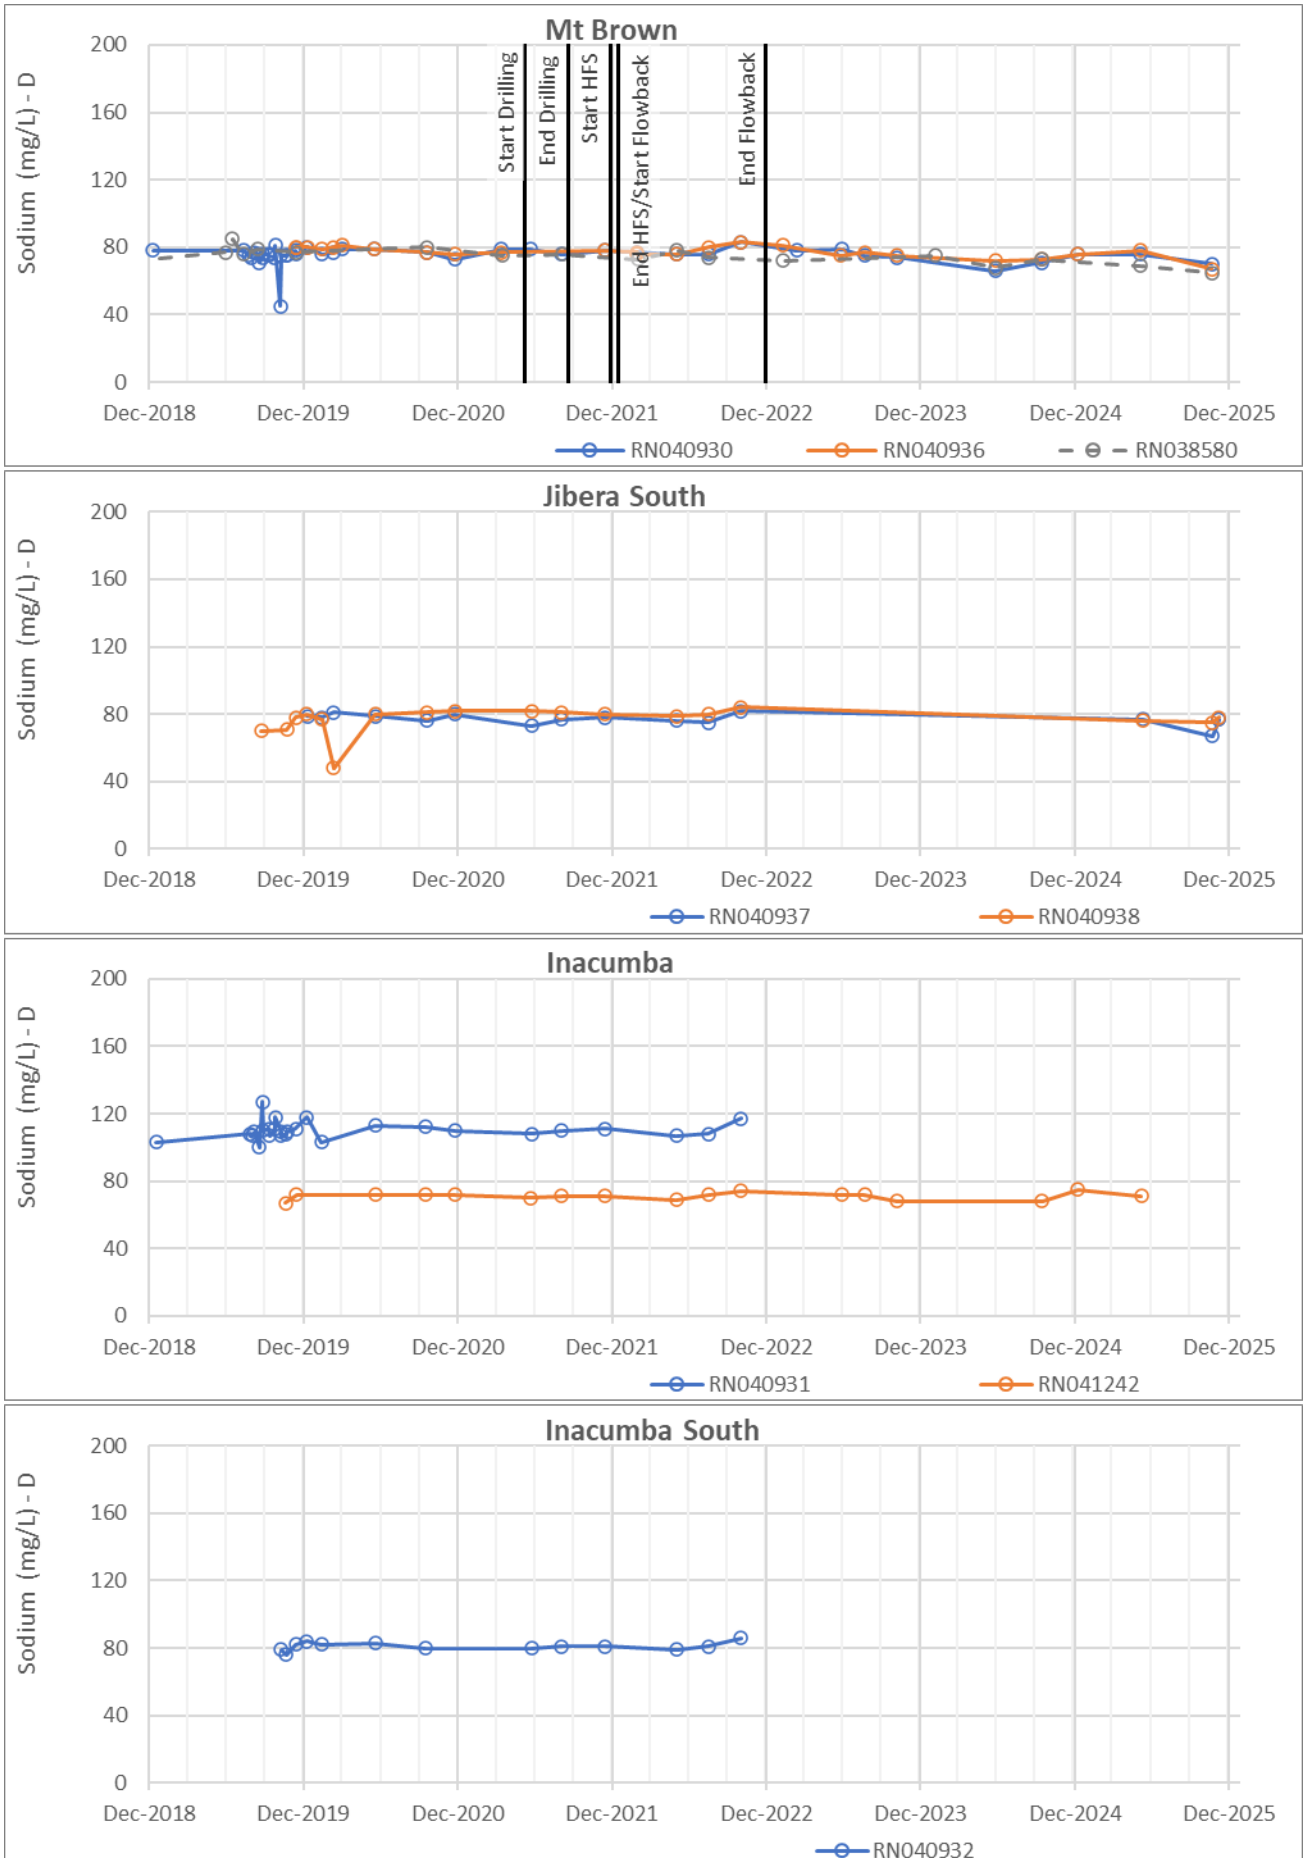 Mt Brown
Sodium (mg/L) - D
200
160
120
80
40
0
Start Drilling
End Drilling
Start HFS
End HFS/Start Flowback
End Flowback
Dec-2018 Dec-2019 Dec-2020 Dec-2021 Dec-2022 Dec-2023 Dec-2024 Dec-2025
RN040930 RN040936 RN038580
Jibera South
Sodium (mg/L) - D
200
160
120
80
40
0
Dec-2018 Dec-2019 Dec-2020 Dec-2021 Dec-2022 Dec-2023 Dec-2024 Dec-2025
RN040937 RN040938
Inacumba
Sodium (mg/L) - D
200
160
120
80
40
0
Dec-2018 Dec-2019 Dec-2020 Dec-2021 Dec-2022 Dec-2023 Dec-2024 Dec-2025
RN040931 RN041242
Inacumba South
Sodium (mg/L) - D
200
160
120
80
40
0
Dec-2018 Dec-2019 Dec-2020 Dec-2021 Dec-2022 Dec-2023 Dec-2024 Dec-2025
RN040932